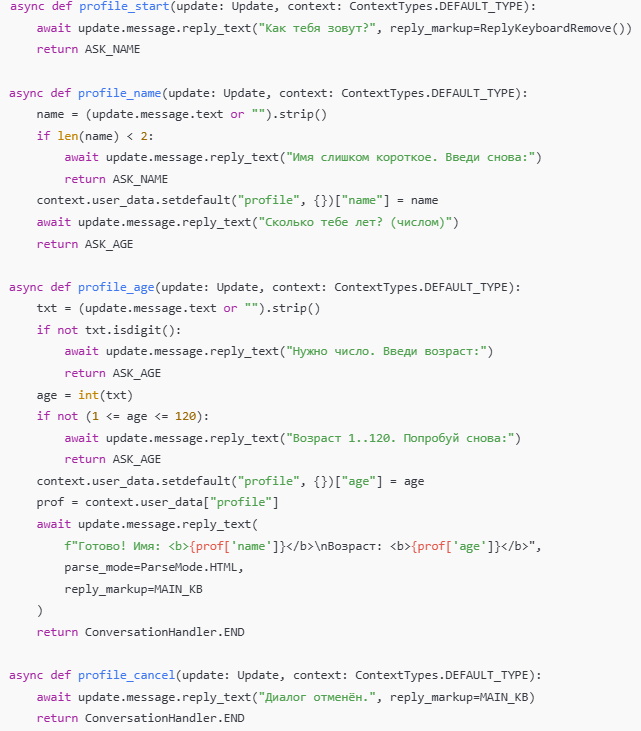 async def profile_start(update: Update, context: ContextTypes.DEFAULT_TYPE):
    await update.message.reply_text("Как тебя зовут?", reply_markup=ReplyKeyboardRemove())
    return ASK_NAME

async def profile_name(update: Update, context: ContextTypes.DEFAULT_TYPE):
    name = (update.message.text or "").strip()
    if len(name) < 2:
        await update.message.reply_text("Имя слишком короткое. Введи снова:")
        return ASK_NAME
    context.user_data.setdefault("profile", {})["name"] = name
    await update.message.reply_text("Сколько тебе лет? (числом)")
    return ASK_AGE

async def profile_age(update: Update, context: ContextTypes.DEFAULT_TYPE):
    txt = (update.message.text or "").strip()
    if not txt.isdigit():
        await update.message.reply_text("Нужно число. Введи возраст:")
        return ASK_AGE
    age = int(txt)
    if not (1 <= age <= 120):
        await update.message.reply_text("Возраст 1..120. Попробуй снова:")
        return ASK_AGE
    context.user_data.setdefault("profile", {})["age"] = age
    prof = context.user_data["profile"]
    await update.message.reply_text(
        f"Готово! Имя: <b>{prof['name']}</b>\nВозраст: <b>{prof['age']}</b>",
        parse_mode=ParseMode.HTML,
        reply_markup=MAIN_KB
    )
    return ConversationHandler.END

async def profile_cancel(update: Update, context: ContextTypes.DEFAULT_TYPE):
    await update.message.reply_text("Диалог отменён.", reply_markup=MAIN_KB)
    return ConversationHandler.END